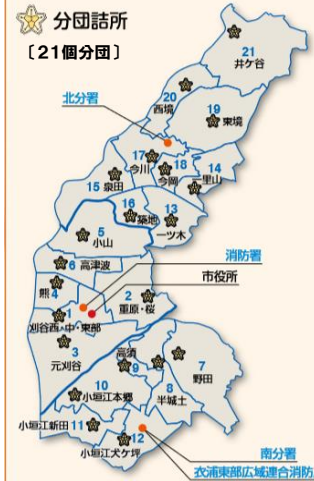 分団詰所
〔21個分団〕
21
井ケ谷
20
西境
19
東境
北分署
17
今川
18
今岡
14
里山
15 泉田
16
築地
13
一ツ木
5
小山
6 高津波
消防署
市役所
熊 4
2
重原・桜
刈谷西・中・東部
3
元刈谷
高須
9
7
野田
8
半城土
10
小垣江本郷
小垣江新田 11
12
小垣江犬ケ坪
南分署
衣浦東部広域連合消防